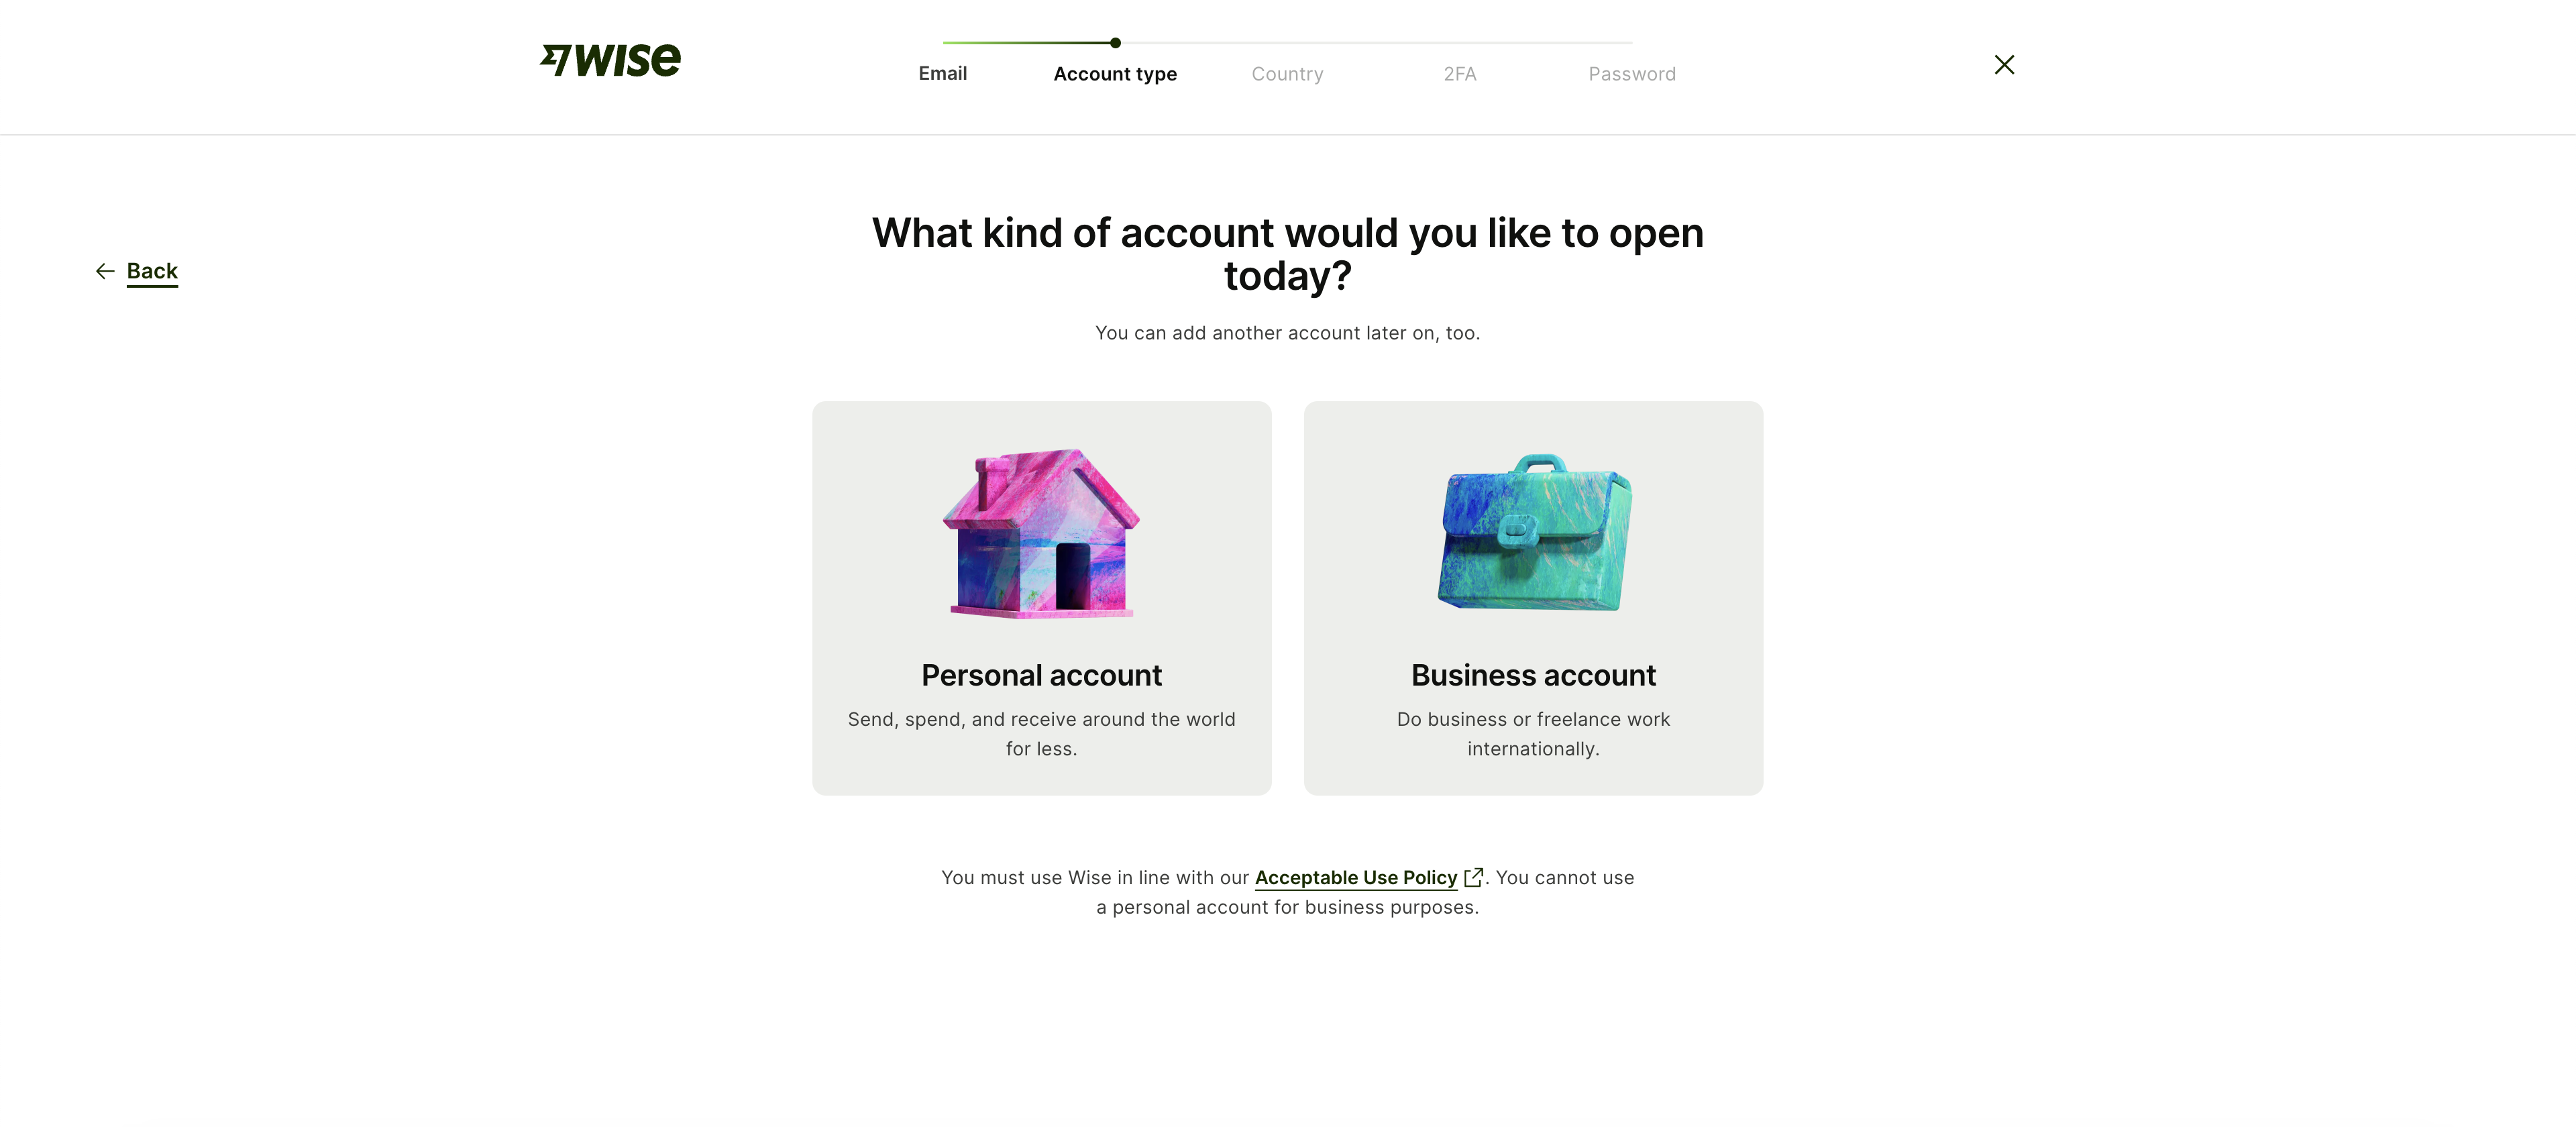 WISE
Email
Account type
Country
2FA
Password
Back
What kind of account would you like to open
today?
You can add another account later on, too.
Personal account
Send, spend, and receive around the world
for less.
Business account
Do business or freelance work
internationally.
You must use Wise in line with our Acceptable Use Policy. You cannot use
a personal account for business purposes.